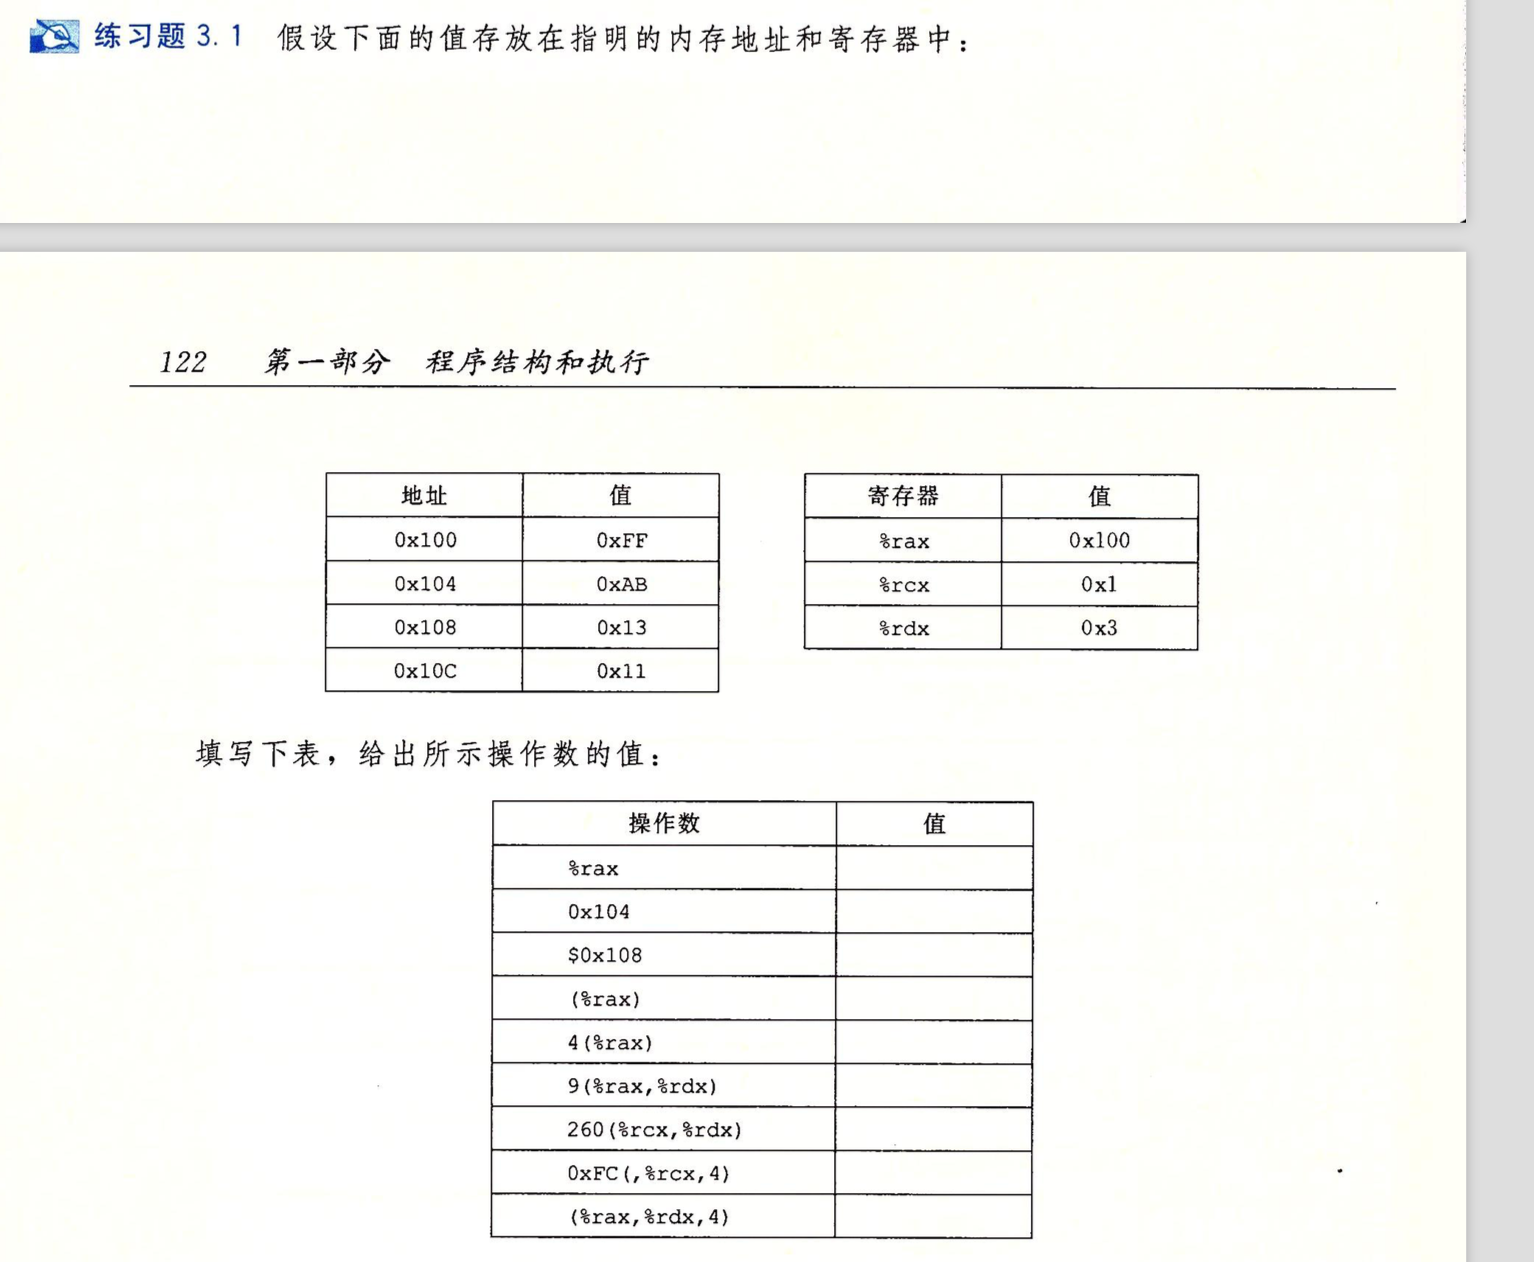 练习题 3.1 假设下面的值存放在指明的内存地址和寄存器中：
122 第一部分 程序结构和执行
地址 值
0x100 0xFF
0x104 0xAB
0x108 0x13
0x10C 0x11
寄存器 值
%rax 0x100
%rcx 0x1
%rdx 0x3
填写下表，给出所示操作数的值：
操作数 值
%rax
0x104
$0x108
(%rax)
4(%rax)
9(%rax,%rdx)
260(%rcx,%rdx)
0xFC(,%rcx,4)
(%rax,%rdx,4)